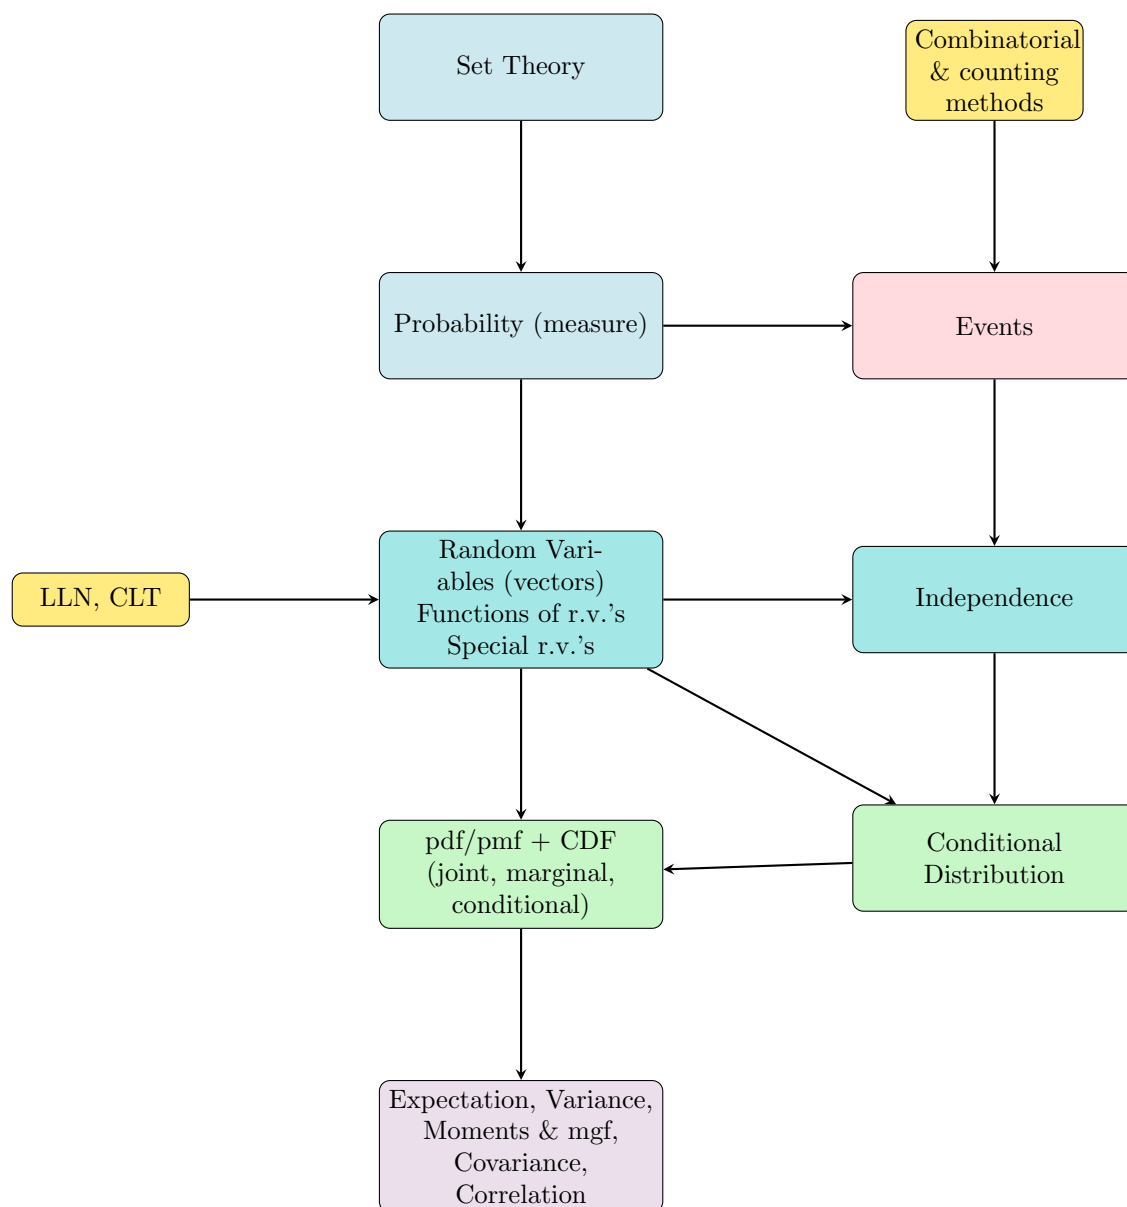 Set Theory
Combinatorial
& counting
methods
Probability (measure)
Events
LLN, CLT
Random Vari-
ables (vectors)
Functions of r.v.'s
Special r.v.'s
Independence
pdf/pmf + CDF
(joint, marginal,
conditional)
Conditional
Distribution
Expectation, Variance,
Moments & mgf,
Covariance,
Correlation